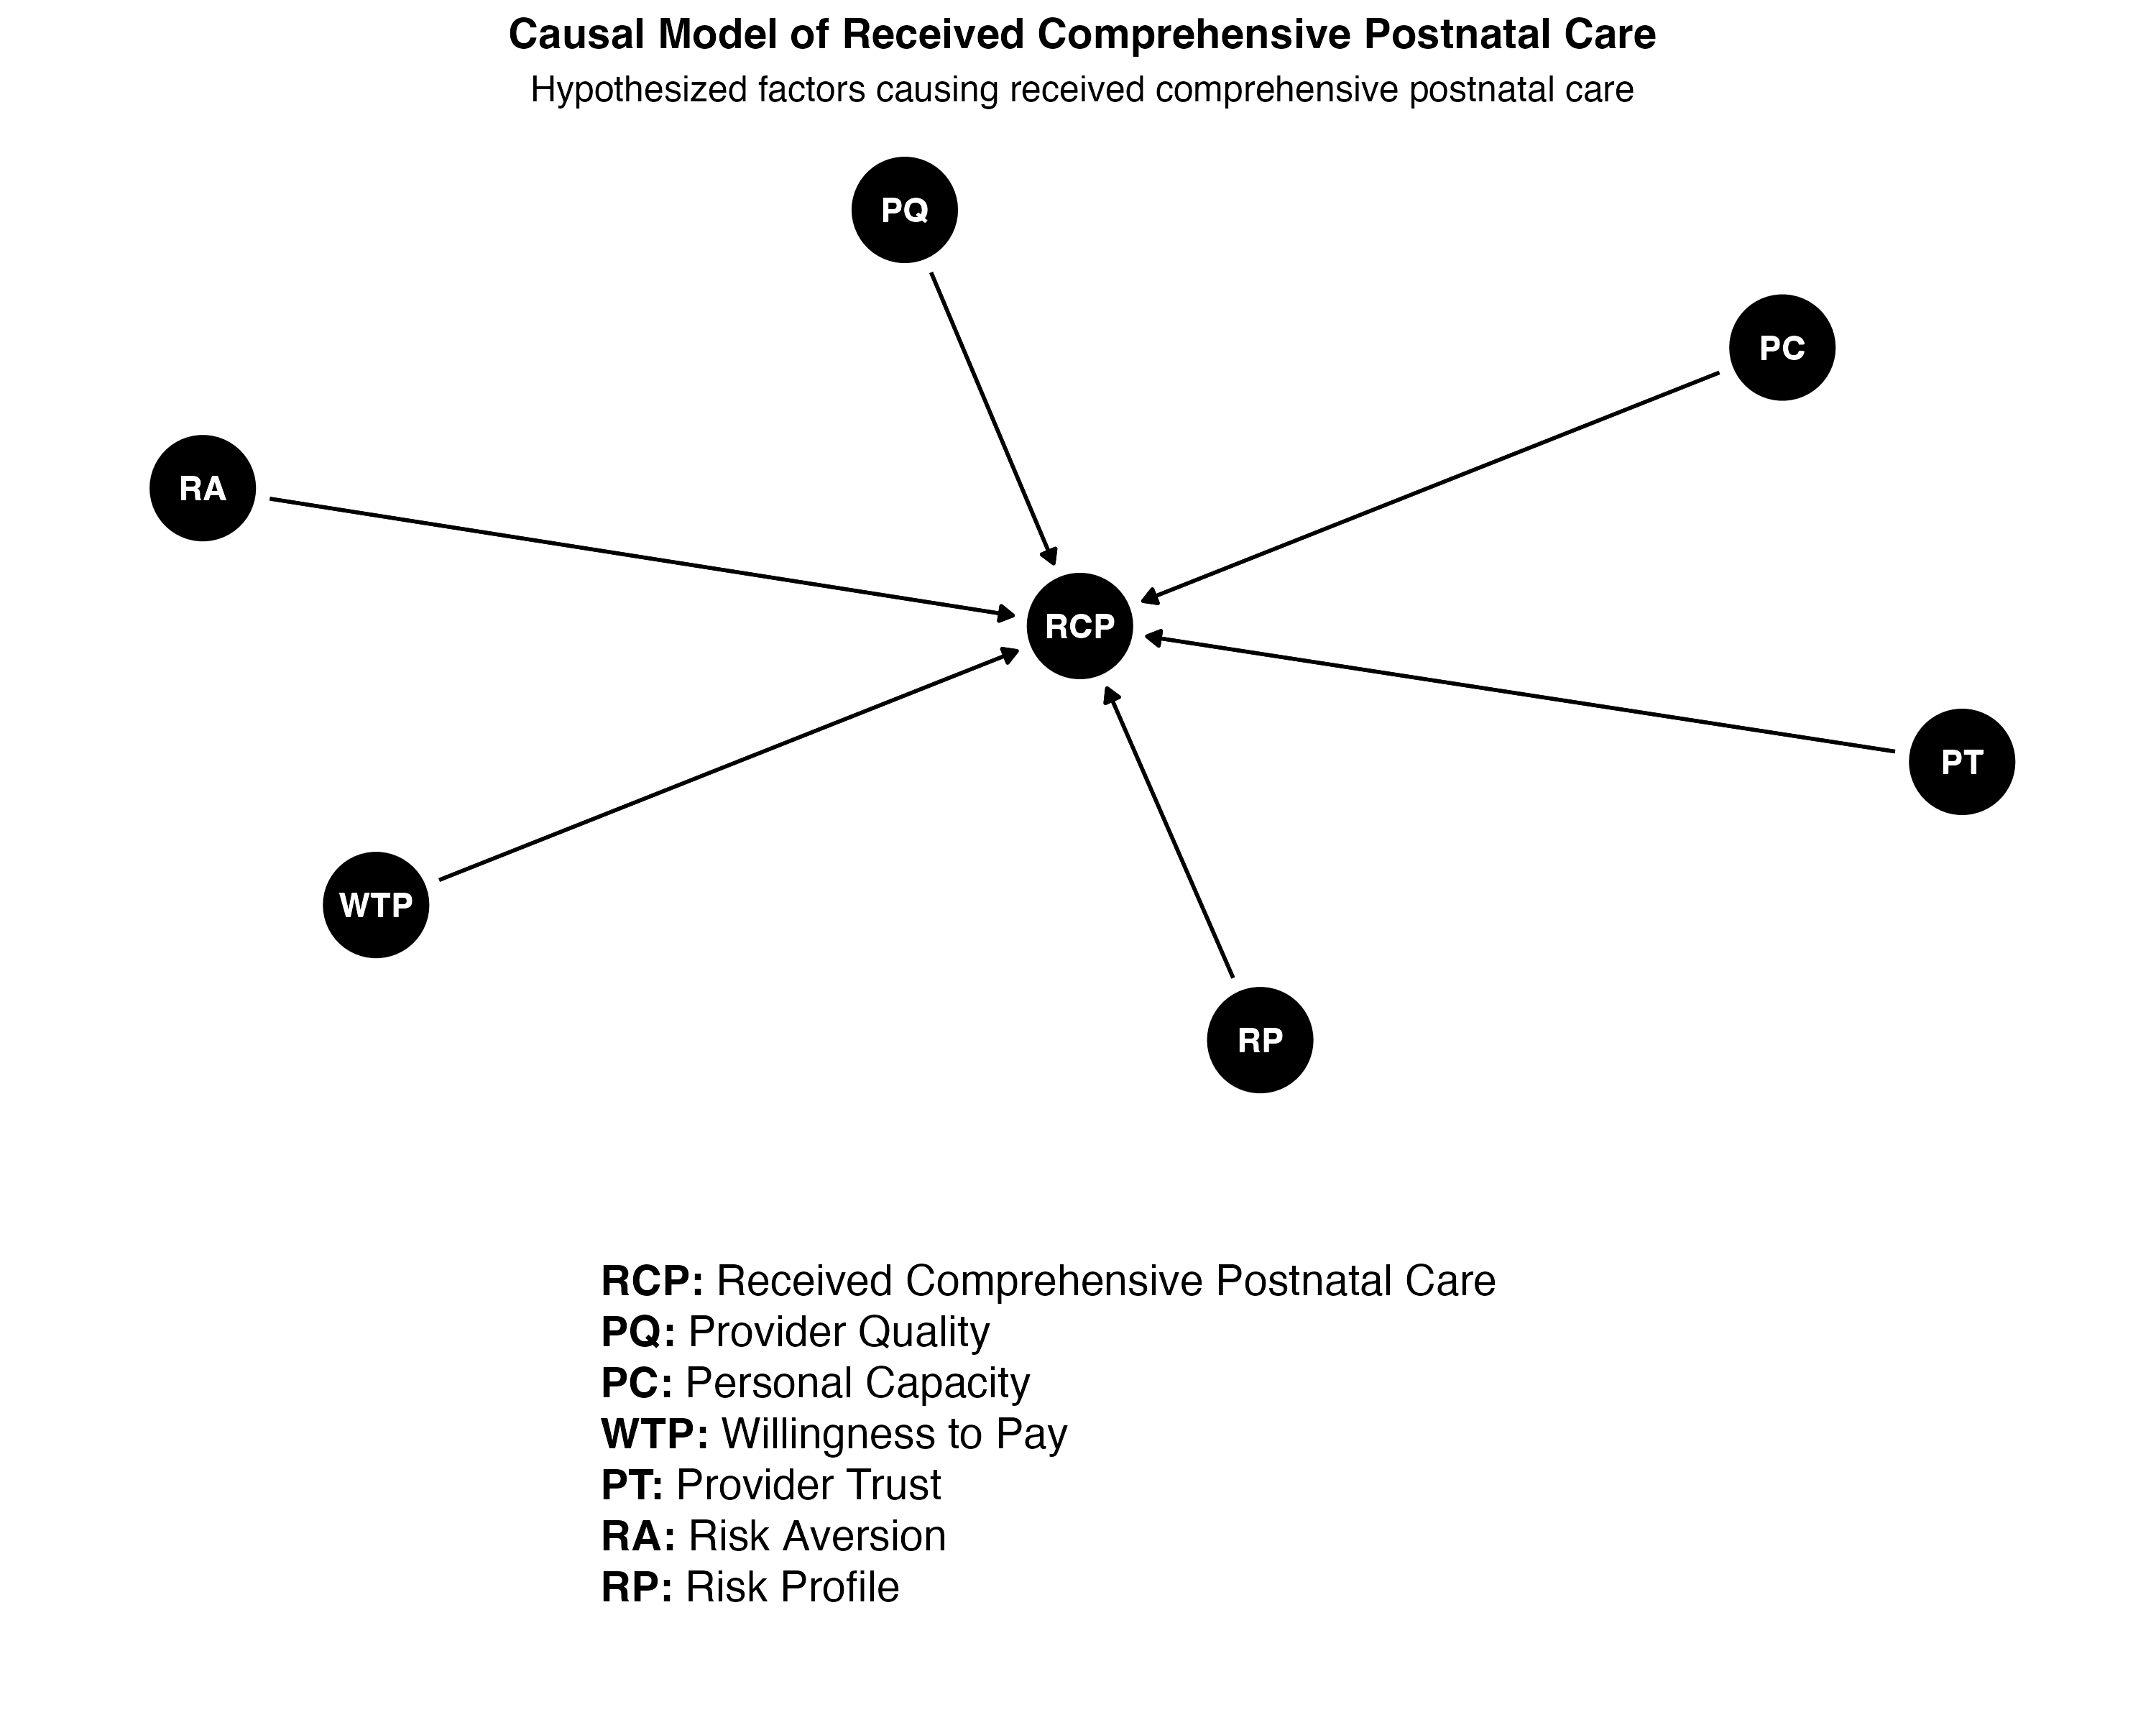 Causal Model of Received Comprehensive Postnatal Care
Hypothesized factors causing received comprehensive postnatal care
PQ
PC
RA
RCP
PT
WTP
RP
RCP: Received Comprehensive Postnatal Care
PQ: Provider Quality
PC: Personal Capacity
WTP: Willingness to Pay
PT: Provider Trust
RA: Risk Aversion
RP: Risk Profile